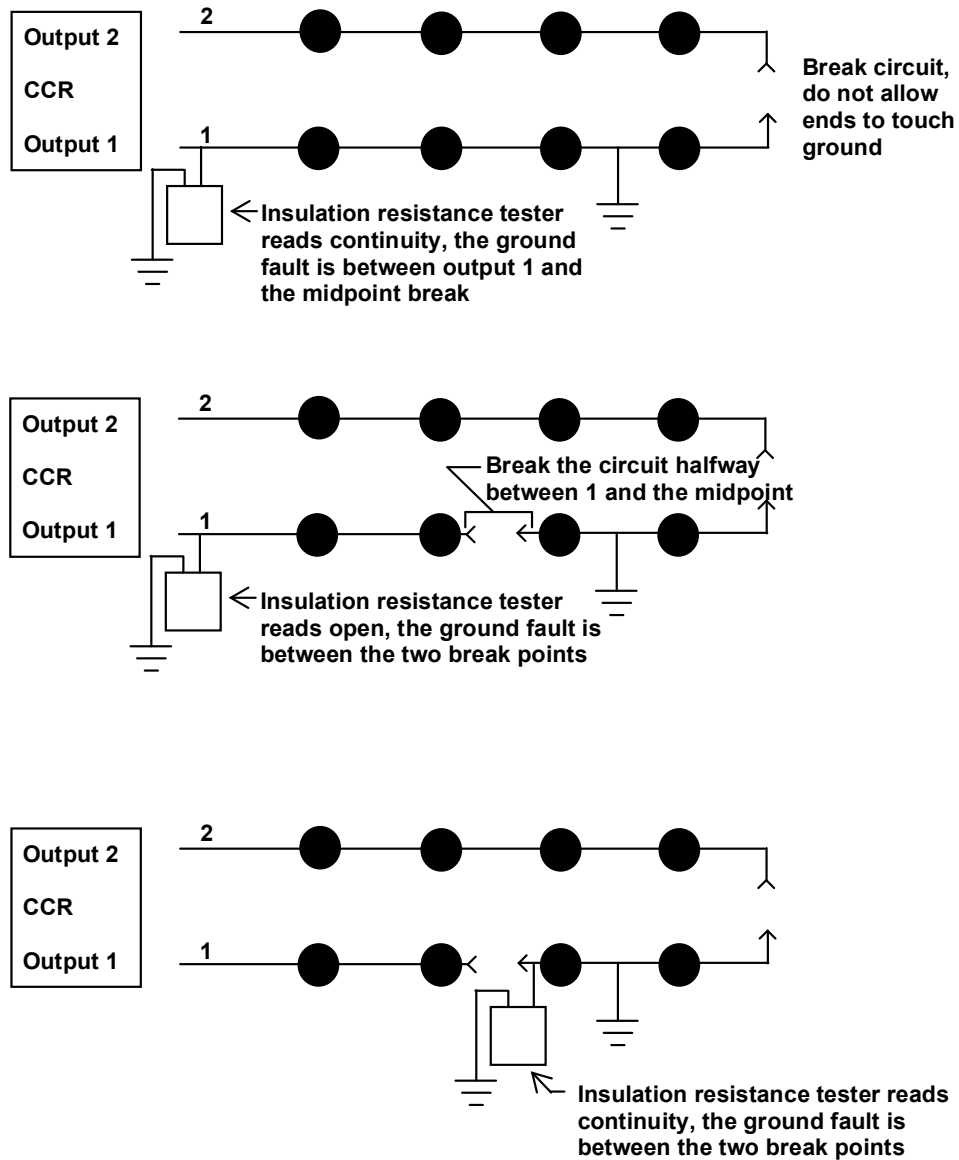 Output 2
CCR
Output 1
2
1
Break circuit,
do not allow
ends to touch
ground
Insulation resistance tester
reads continuity, the ground
fault is between output 1 and
the midpoint break
Output 2
CCR
Output 1
2
1
Break the circuit halfway
between 1 and the midpoint
Insulation resistance tester
reads open, the ground fault is
between the two break points
Output 2
CCR
Output 1
2
1
Insulation resistance tester reads
continuity, the ground fault is
between the two break points